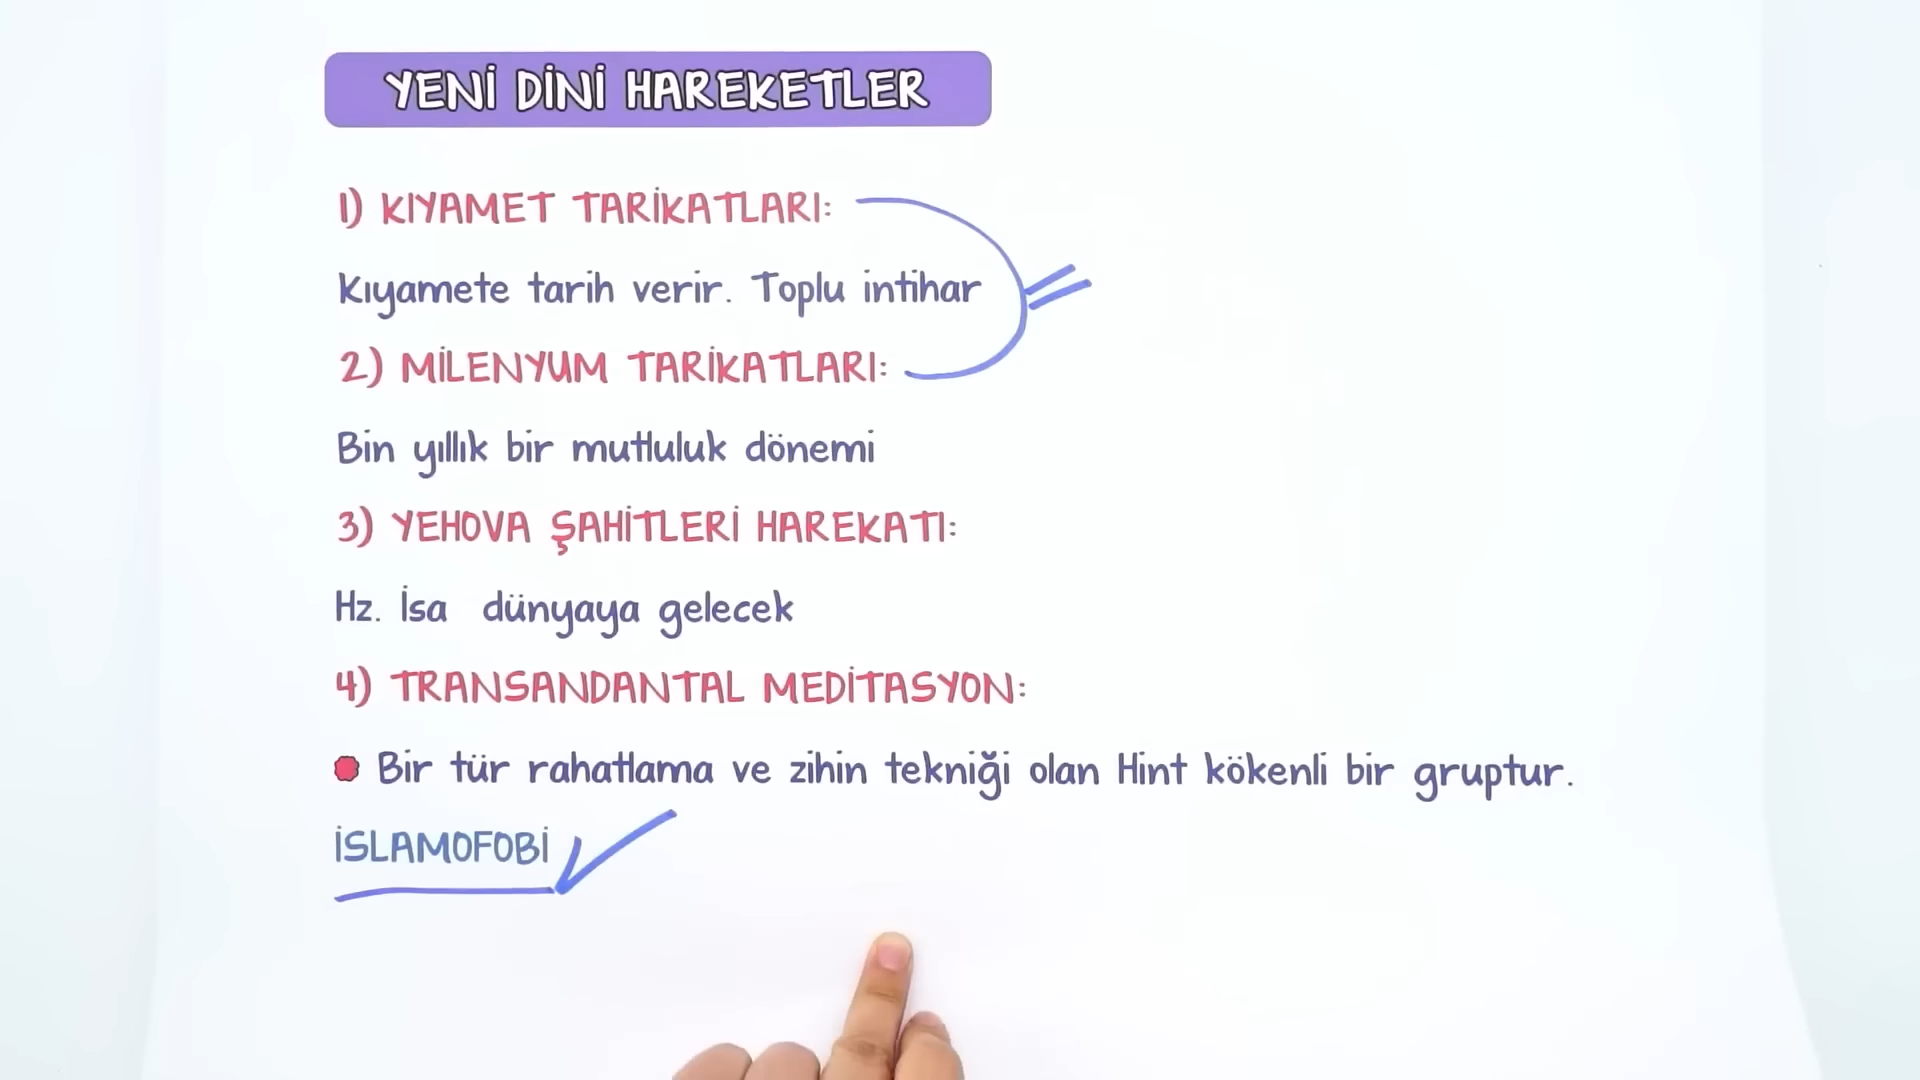 YENİ DİNİ HAREKETLER
1) KIYAMET TARİKATLARI:
Kıyamete tarih verir. Toplu intihar
2) MİLENYUM TARİKATLARI:
Bin yıllık bir mutluluk dönemi
3) YEHOVA ŞAHİTLERİ HAREKATI:
Hz. İsa dünyaya gelecek
4) TRANSANDANTAL MEDİTASYON:
Bir tür rahatlama ve zihin tekniği olan Hint kökenli bir gruptur.
İSLAMOFOBİ